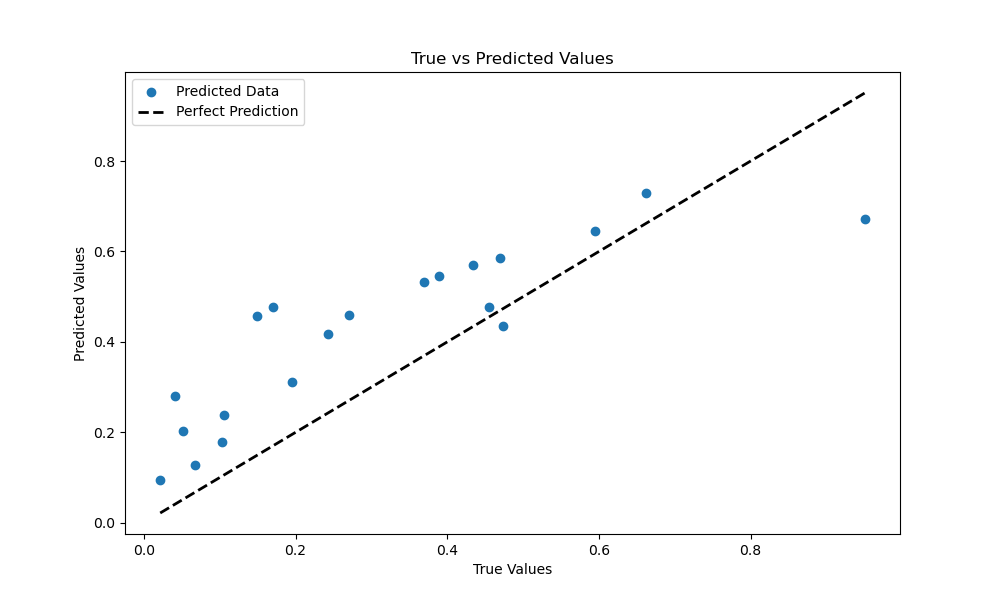 True vs Predicted Values
Predicted Data
Perfect Prediction
Predicted Values
0.8
0.6
0.4
0.2
0.0
0.0 0.2 0.4 0.6 0.8
True Values